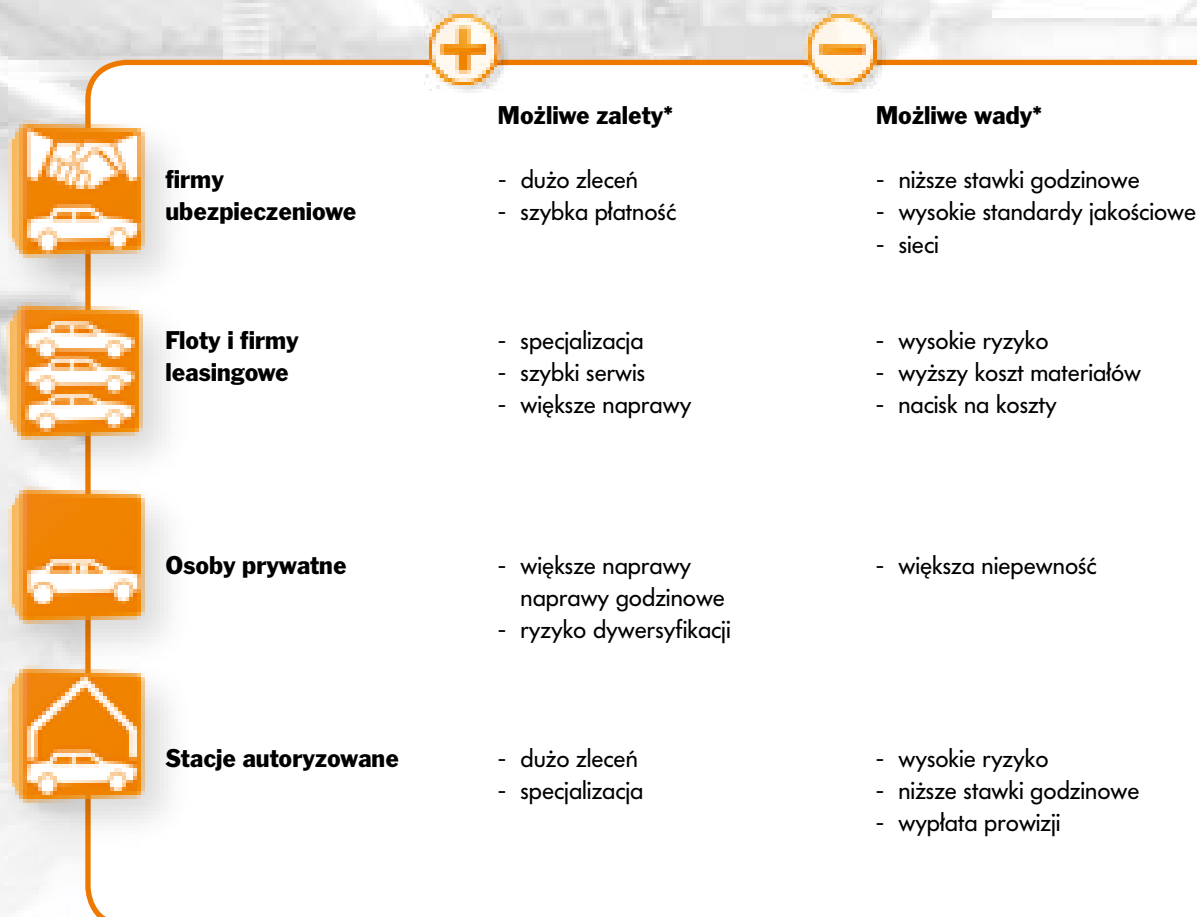 Możliwe zalety*
Możliwe wady*
firmy
ubezpieczeniowe
- dużo zleceń
- szybka płatność
- niższe stawki godzinowe
- wysokie standardy jakościowe
- sieci
Floty i firmy
leasingowe
- specjalizacja
- szybki serwis
- większe naprawy
- wysokie ryzyko
- wyższy koszt materiałów
- nacisk na koszty
Osoby prywatne
- większe naprawy
naprawy godzinowe
- ryzyko dywersyfikacji
- większa niepewność
Stacje autoryzowane
- dużo zleceń
- specjalizacja
- wysokie ryzyko
- niższe stawki godzinowe
- wypłata prowizji